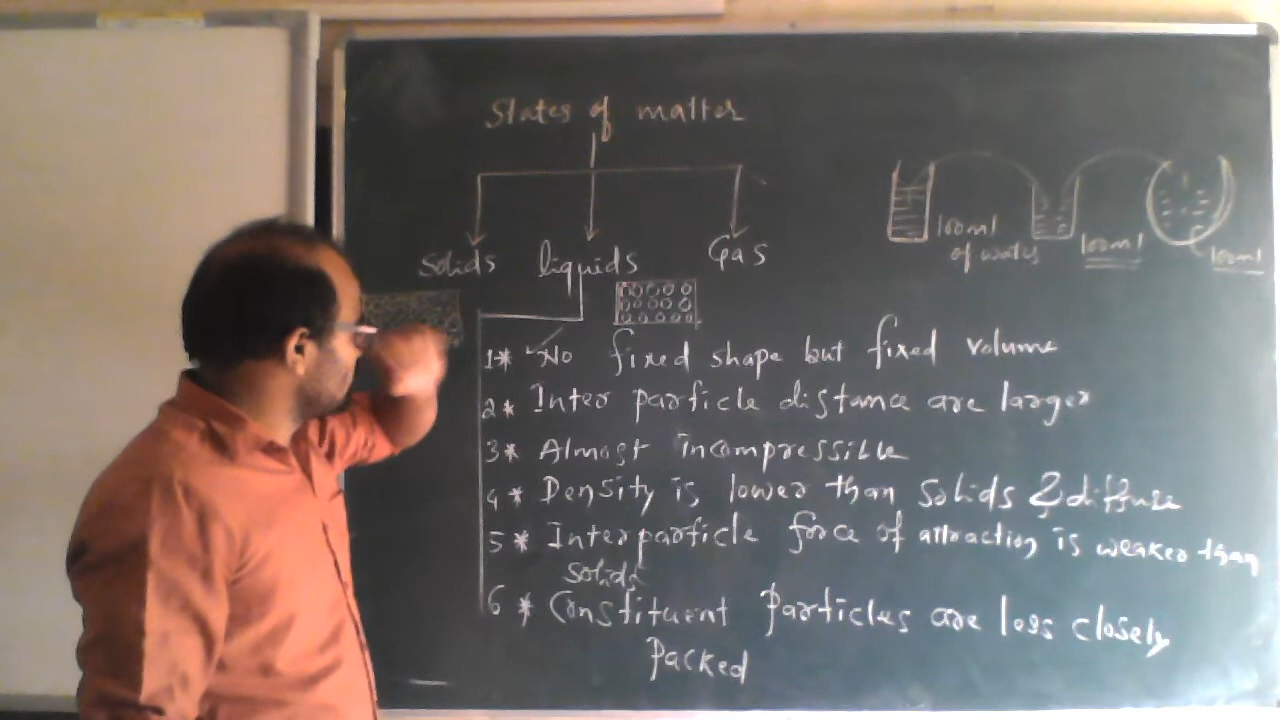 States of matter
Solids liquids Gas
100ml
of water
100ml
100ml
1* No fixed shape but fixed volume
2* Inter particle distance are larger
3* Almost incompressible
4* Density is lower than Solids & diffuse
5* Interparticle force of attraction is weaker than
Solids
6* Constituent Particles are less closely
Packed